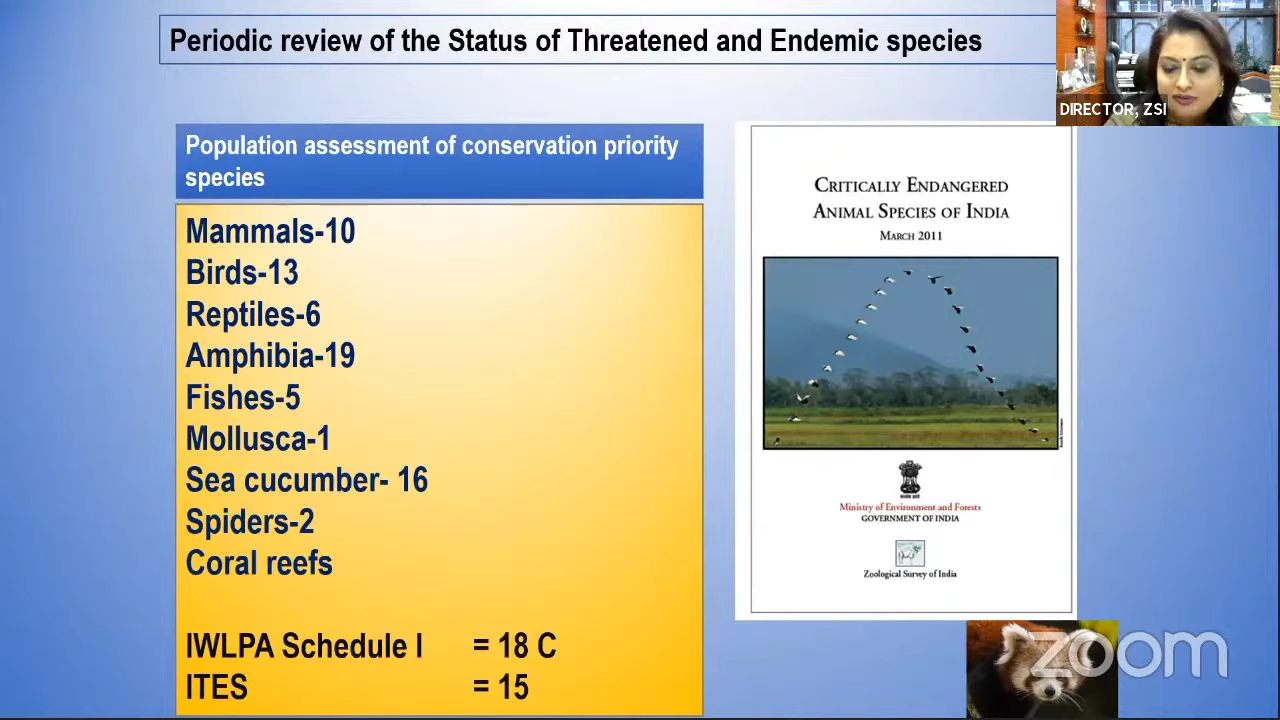 Periodic review of the Status of Threatened and Endemic species
DIRECTOR, ZSI
Population assessment of conservation priority
species
Mammals-10
Birds-13
Reptiles-6
Amphibia-19
Fishes-5
Mollusca-1
Sea cucumber- 16
Spiders-2
Coral reefs
IWLPA Schedule I = 18 C
ITES = 15
CRITICALLY ENDANGERED
ANIMAL SPECIES OF INDIA
MARCH 2011
Ministry of Environment and Forests
GOVERNMENT OF INDIA
Zoological Survey of India
zoom